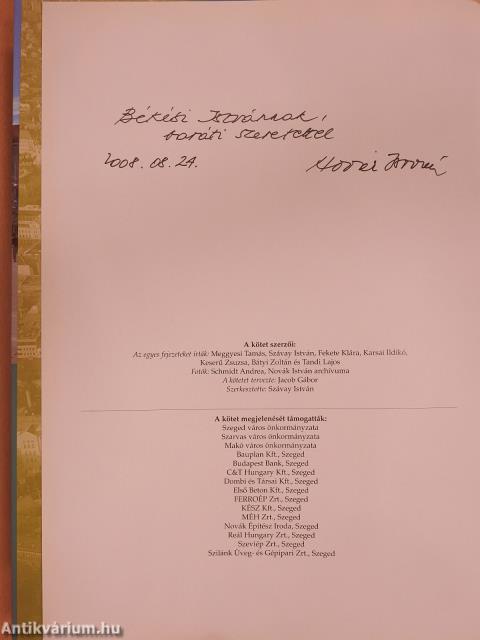 Békési Istvánnak,
baráti szeretettel
2008. 08. 24.
István
A kötet szerzői:
Az egyes fejezeteket írták: Meggyesi Tamás, Szávay István, Fekete Klára, Karsai Ildikó,
Keserű Zsuzsa, Bátyi Zoltán és Tandi Lajos
Fotók: Schmidt Andrea, Novák István archívuma
A kötetet tervezte: Jacob Gábor
Szerkesztette: Szávay István
A kötet megjelenését támogatták:
Szeged város önkormányzata
Szarvas város önkormányzata
Makó város önkormányzata
Bauplan Kft., Szeged
Budapest Bank, Szeged
C&T Hungary Kft., Szeged
Dombi és Társai Kft., Szeged
Első Beton Kft., Szeged
FERROÉP Zrt., Szeged
KÉSZ Kft., Szeged
MÉH Zrt., Szeged
Novák Építész Iroda, Szeged
Reál Hungary Zrt., Szeged
Szeviép Zrt., Szeged
Szilánk Üveg- és Gépipari Zrt., Szeged
Antikvárium.hu